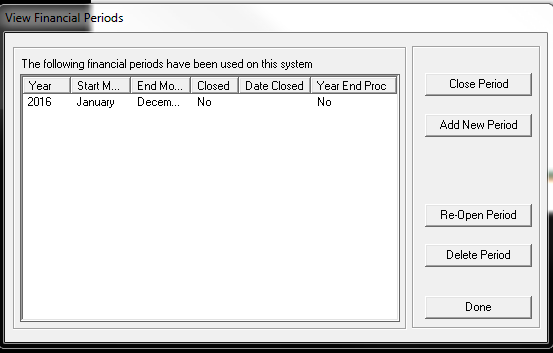 View Financial Periods
The following financial periods have been used on this system
Year Start M... End Mo... Closed Date Closed Year End Proc
2016 January Decem... No No
Close Period
Add New Period
Re-Open Period
Delete Period
Done